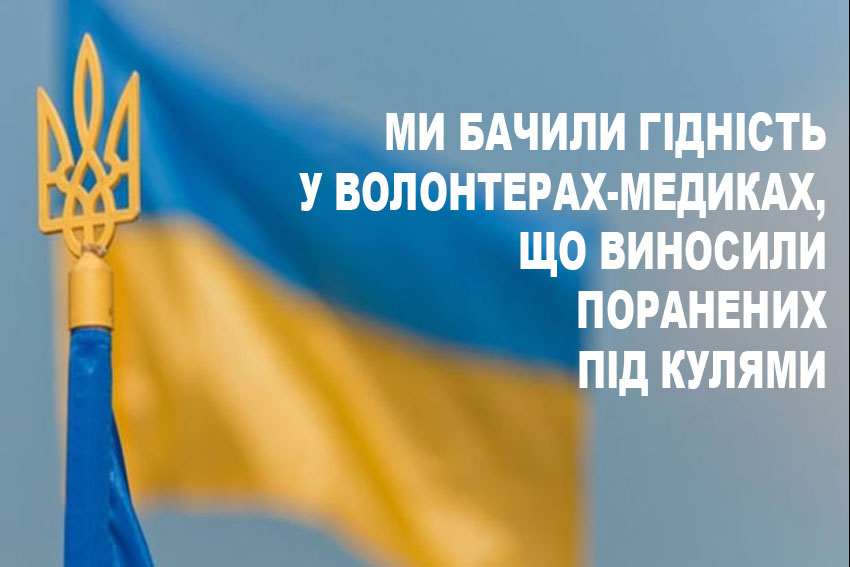 МИ БАЧИЛИ ГІДНІСТЬ
У ВОЛОНТЕРАХ-МЕДИКАХ,
ЩО ВИНОСИЛИ
ПОРАНЕНИХ
ПІД КУЛЯМИ